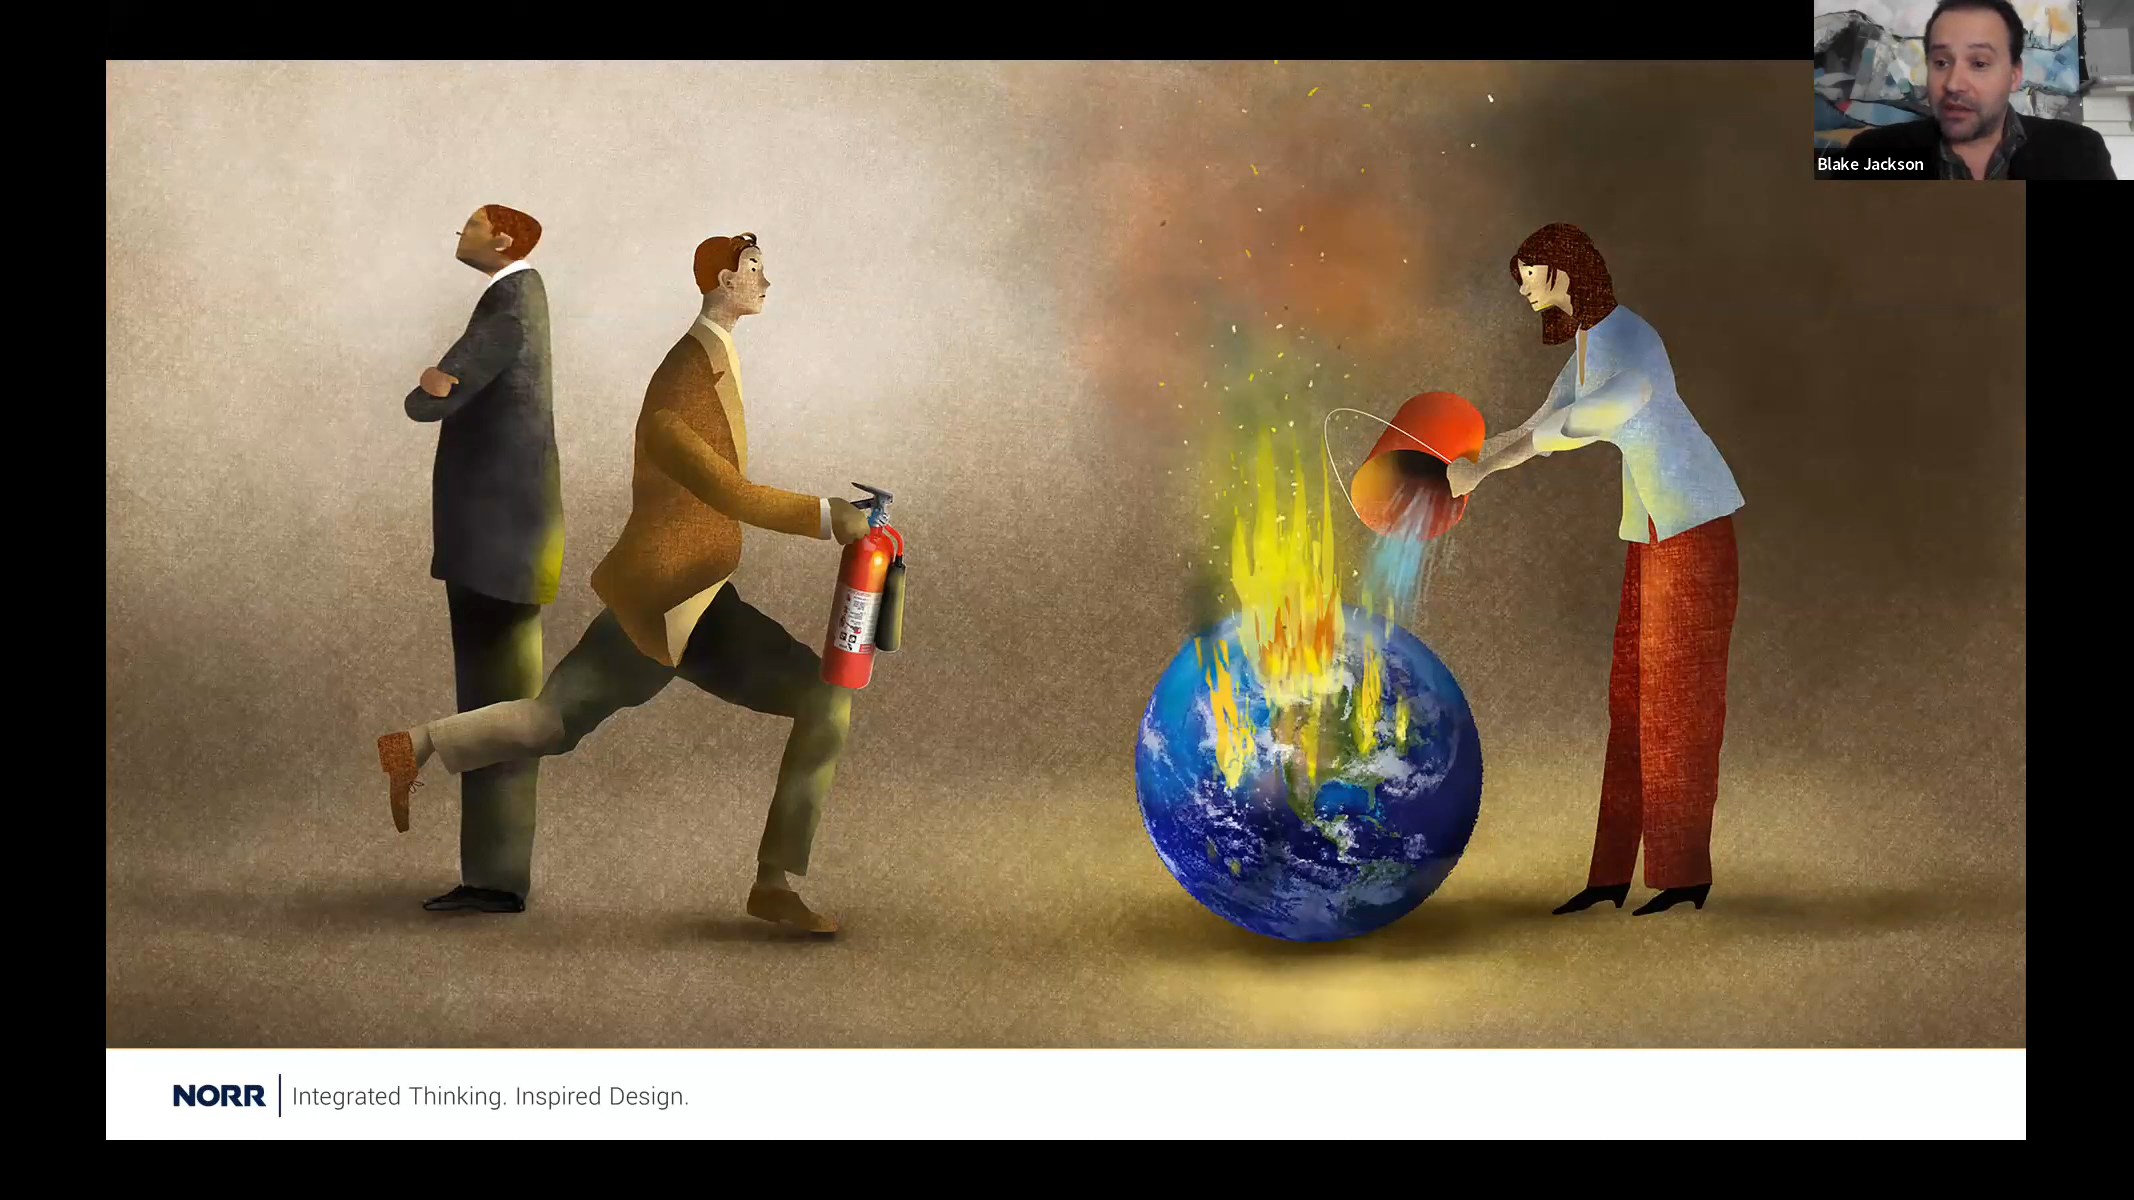 Blake Jackson
NORR | Integrated Thinking. Inspired Design.